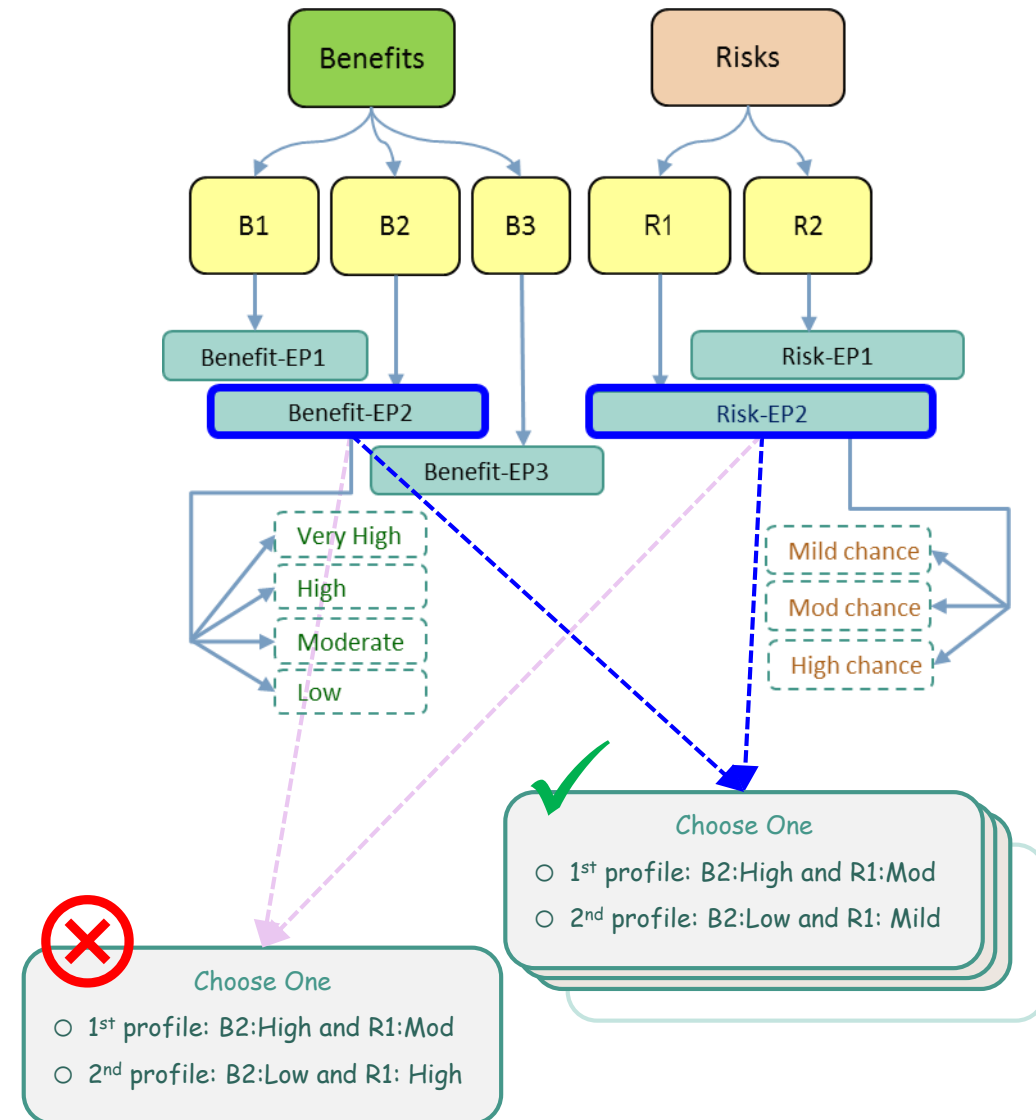 Benefits
Risks
B1
B2
B3
R1
R2
Benefit-EP1
Risk-EP1
Benefit-EP2
Risk-EP2
Benefit-EP3
Very High
High
Moderate
Low
Mild chance
Mod chance
High chance
Choose One
○ 1st profile: B2:High and R1:Mod
○ 2nd profile: B2:Low and R1: Mild
Choose One
○ 1st profile: B2:High and R1:Mod
○ 2nd profile: B2:Low and R1: High